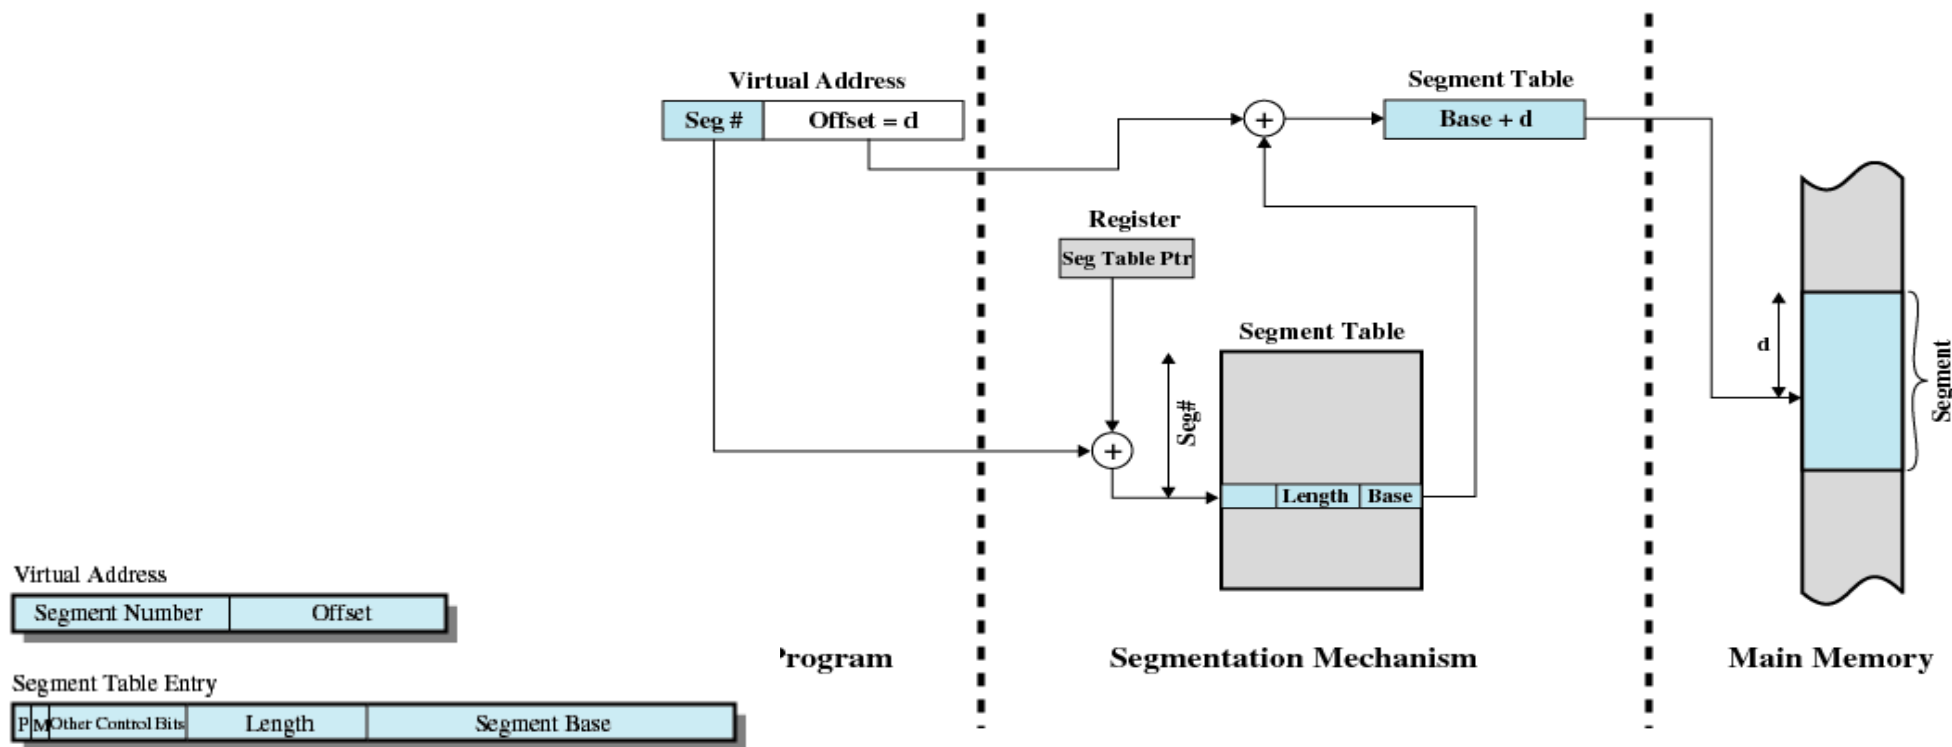 Virtual Address
Seg #
Offset = d
Segment Table
Base + d
Register
Seg Table Ptr
Segment Table
Seg#
Length
Base
d
Segment
Virtual Address
Segment Number
Offset
Program
Segmentation Mechanism
Main Memory
Segment Table Entry
P
M
Other Control Bits
Length
Segment Base